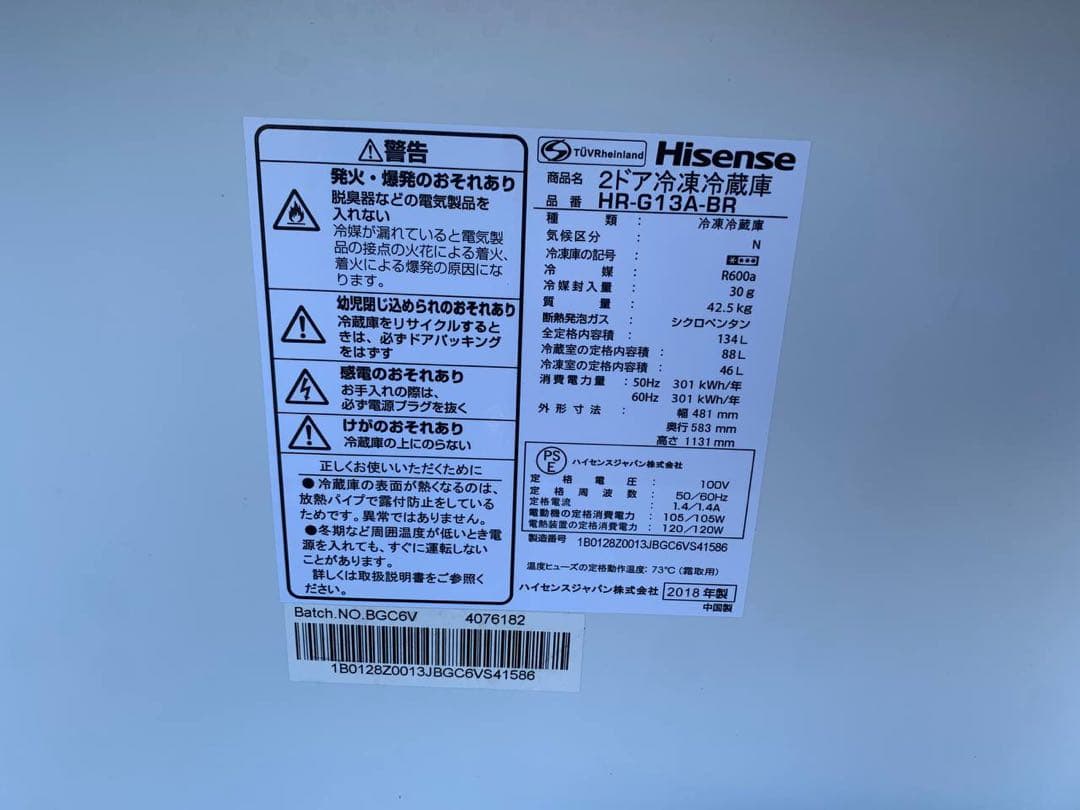 警告
発火・爆発のおそれあり
脱臭器などの電気製品を
入れない
冷媒が漏れていると電気製
品の接点の火花による着火、
着火による爆発の原因にな
ります。
幼児閉じ込められのおそれあり
冷蔵庫をリサイクルすると
きは、必ずドアパッキング
をはずす
感電のおそれあり
お手入れの際は、
必ず電源プラグを抜く
けがのおそれあり
冷蔵庫の上にのらない
正しくお使いいただくために
●冷蔵庫の表面が熱くなるのは、
放熱パイプで露付防止をしている
ためです。異常ではありません。
●冬期など周囲温度が低いとき電
源を入れても、すぐに運転しない
ことがあります。
詳しくは取扱説明書をご参照く
ださい。
TÜVRheinland Hisense
商品名 2ドア冷凍冷蔵庫
品番 HR-G13A-BR
種類 : 冷凍冷蔵庫
気候区分 : N
冷凍庫の記号 : ****
冷媒 : R600a
冷媒封入量 : 30g
質量 : 42.5kg
断熱発泡ガス : シクロペンタン
全定格内容積 : 134L
冷蔵室の定格内容積 : 88L
冷凍室の定格内容積 : 46L
消費電力量 : 50Hz 301 kWh/年
60Hz 301 kWh/年
外形寸法 : 幅 481 mm
奥行 583 mm
高さ 1131 mm
PSE ハイセンスジャパン株式会社
定格電圧 : 100V
定格周波数 : 50/60Hz
定格電流 : 1.4/1.4A
電動機の定格消費電力 : 105/105W
電熱装置の定格消費電力 : 120/120W
製造番号 1B0128Z0013JBGC6VS41586
温度ヒューズの定格動作温度: 73℃ (霜取用)
ハイセンスジャパン株式会社 2018 年製
中国製
Batch.NO.BGC6V 4076182
1B0128Z0013JBGC6VS41586